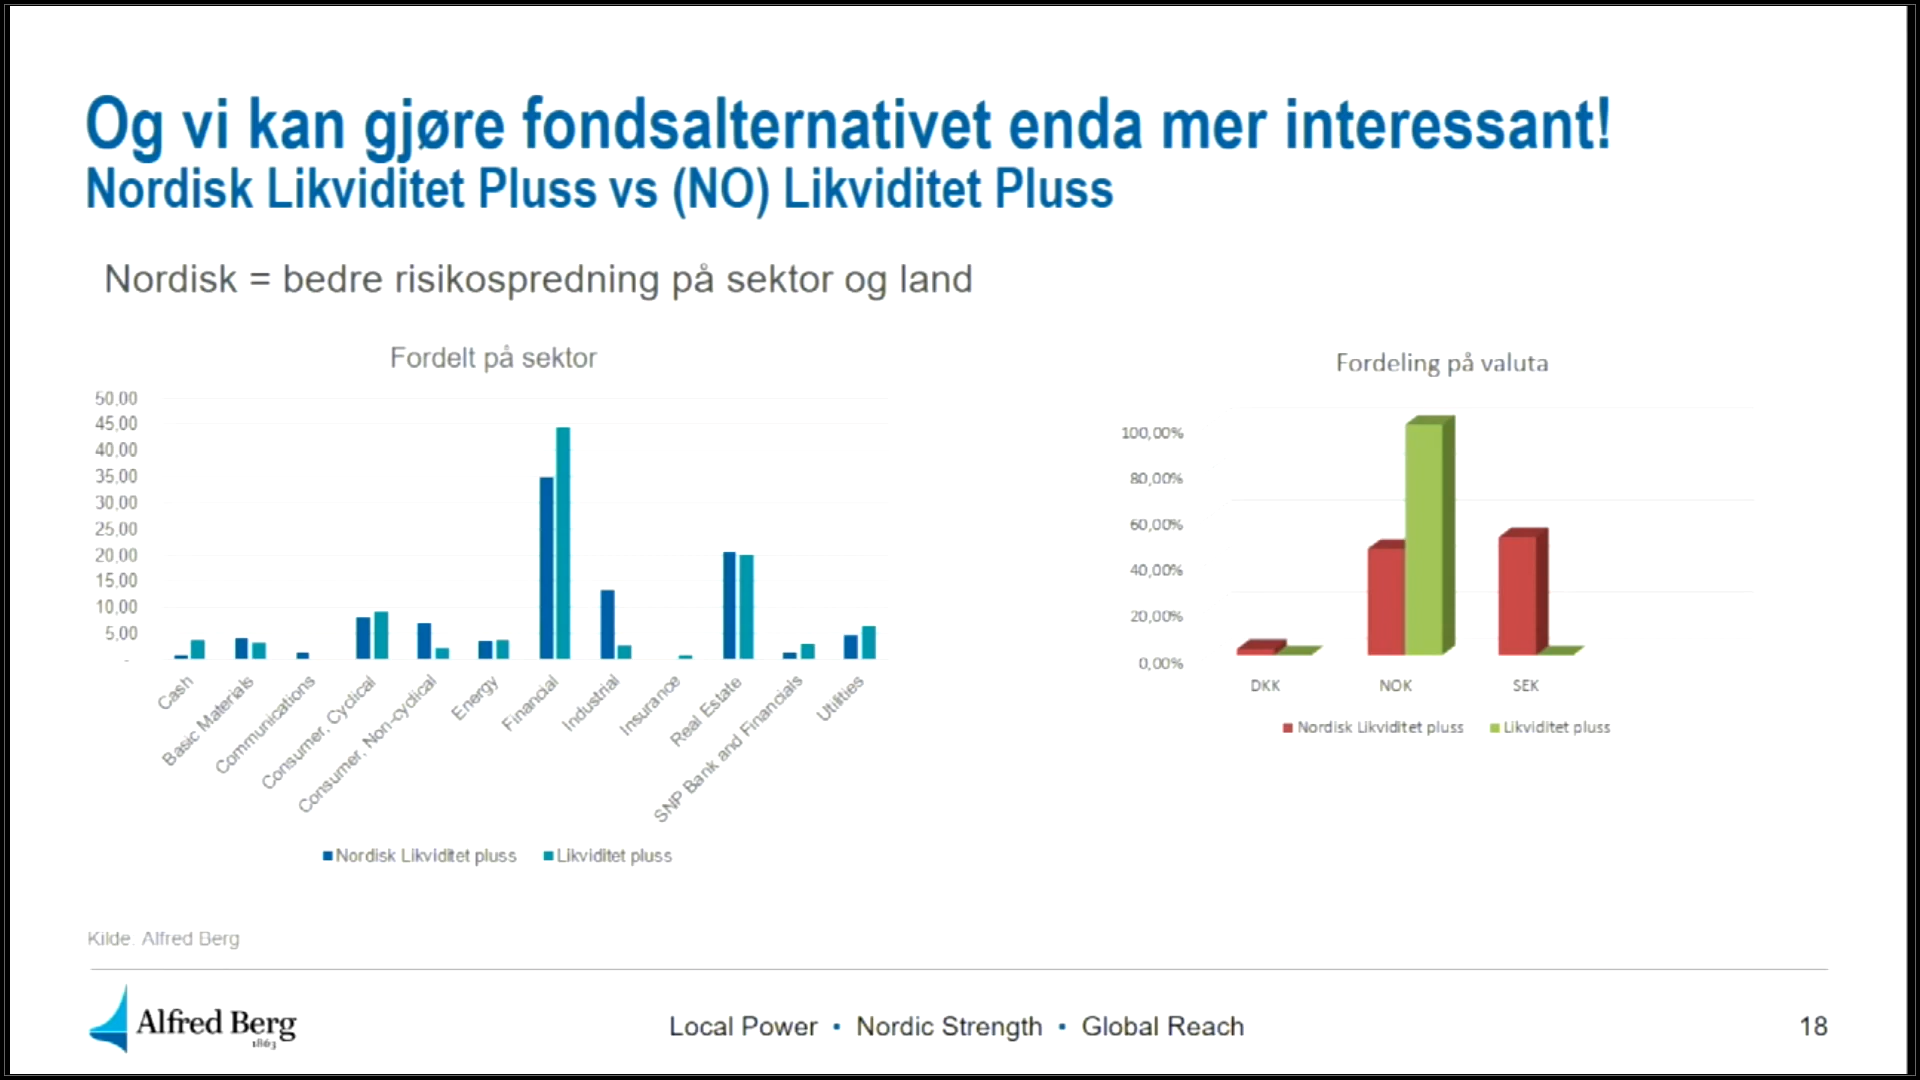 Og vi kan gjøre fondsalternativet enda mer interessant!
Nordisk Likviditet Pluss vs (NO) Likviditet Pluss
Nordisk = bedre risikospredning på sektor og land
Fordelt på sektor
50,00
45,00
40,00
35,00
30,00
25,00
20,00
15,00
10,00
5,00
-
Cash
Basic Materials
Communications
Consumer, Cyclical
Consumer, Non-cyclical
Energy
Financial
Industrial
Insurance
Real Estate
SNP Bank and Financials
Utilities
Nordisk Likviditet pluss
Likviditet pluss
Fordeling på valuta
100,00%
80,00%
60,00%
40,00%
20,00%
0,00%
DKK
NOK
SEK
Nordisk Likviditet pluss
Likviditet pluss
Kilde. Alfred Berg
Alfred Berg
1863
Local Power • Nordic Strength • Global Reach
18